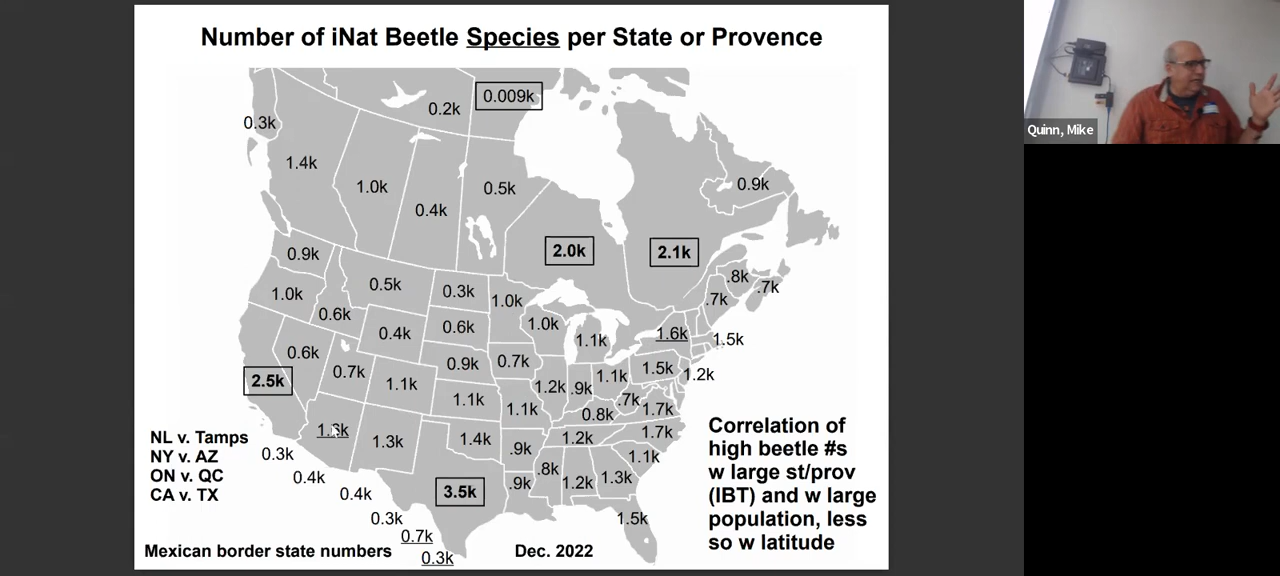 Number of iNat Beetle Species per State or Provence
Quinn, Mike
0.2k
0.009k
0.3k
1.4k
1.0k
0.4k
0.5k
2.0k
2.1k
0.9k
0.9k
0.5k
0.3k
1.0k
.8k
.7k
.7k
1.0k
0.6k
0.4k
0.6k
1.0k
1.1k
1.6k
1.5k
0.6k
0.7k
1.1k
0.9k
0.7k
1.2k
.9k
1.1k
1.5k
1.2k
2.5k
1.1k
1.1k
0.8k
.7k
1.7k
1.3k
1.4k
.9k
1.2k
1.7k
1.1k
3.5k
.9k
.8k
1.2k
1.3k
1.5k
NL v. Tamps
NY v. AZ
ON v. QC
CA v. TX
0.3k
0.4k
0.4k
0.3k
0.7k
0.3k
Correlation of
high beetle #s
w large st/prov
(IBT) and w large
population, less
so w latitude
Mexican border state numbers
Dec. 2022